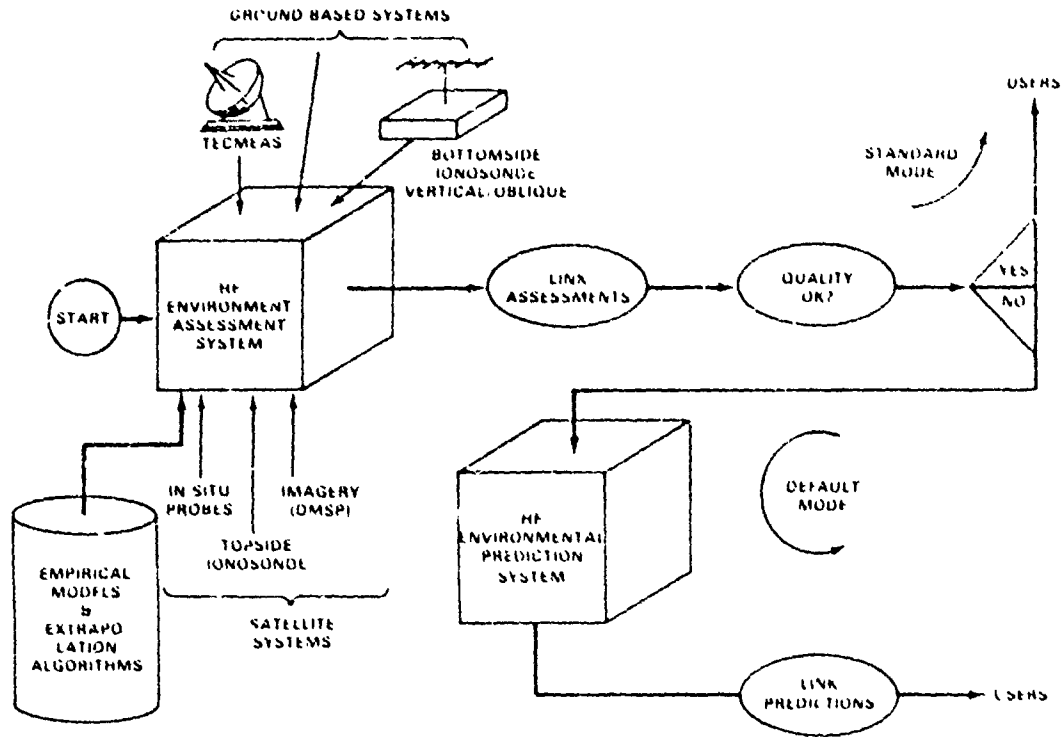 GROUND BASED SYSTEMS
TECMEAS
BOTTOMSIDE
IONOSONDE
VERTICAL/OBLIQUE
USERS
STANDARD
MODE
START
HF
ENVIRONMENT
ASSESSMENT
SYSTEM
LINK
ASSESSMENTS
QUALITY
OK?
YES
NO
IN SITU
PROBES
IMAGERY
(DMSP)
TOPSIDE
IONOSONDE
SATELLITE
SYSTEMS
EMPIRICAL
MODELS
&
EXTRAPO
LATION
ALGORITHMS
HF
ENVIRONMENTAL
PREDICTION
SYSTEM
DEFAULT
MODE
LINK
PREDICTIONS
USERS